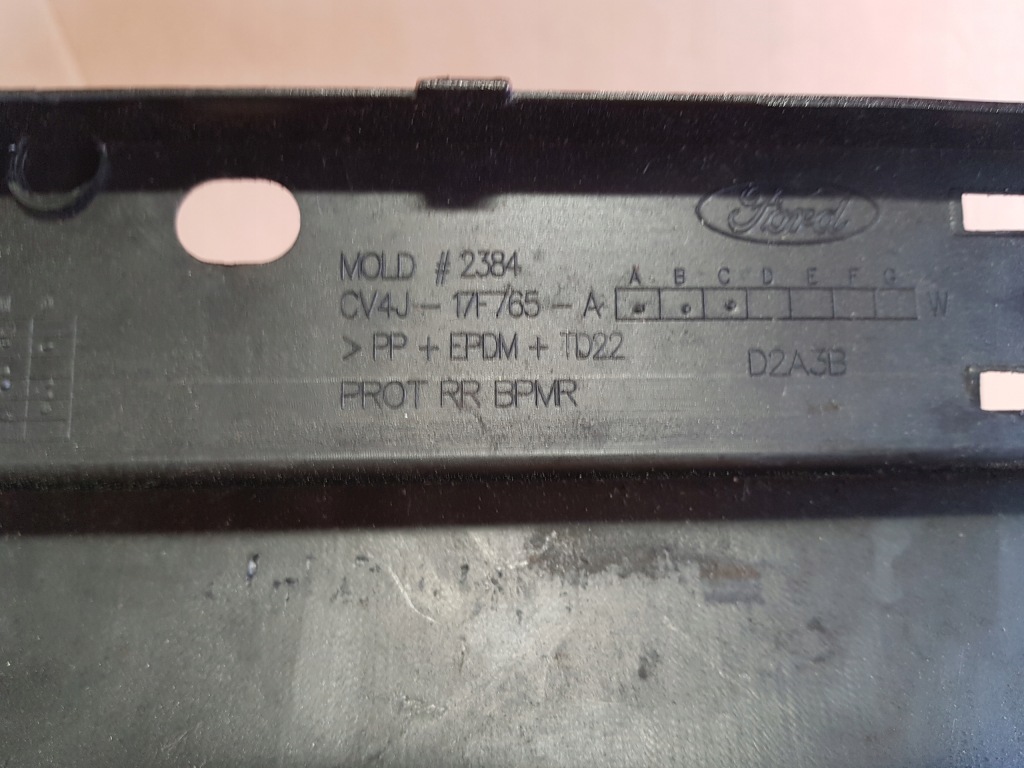 Ford
MOLD # 2384
A B C D E F G
CV4J - 17F765 - A W
> PP + EPDM + TD22
D2A3B
PROT RR BPMR